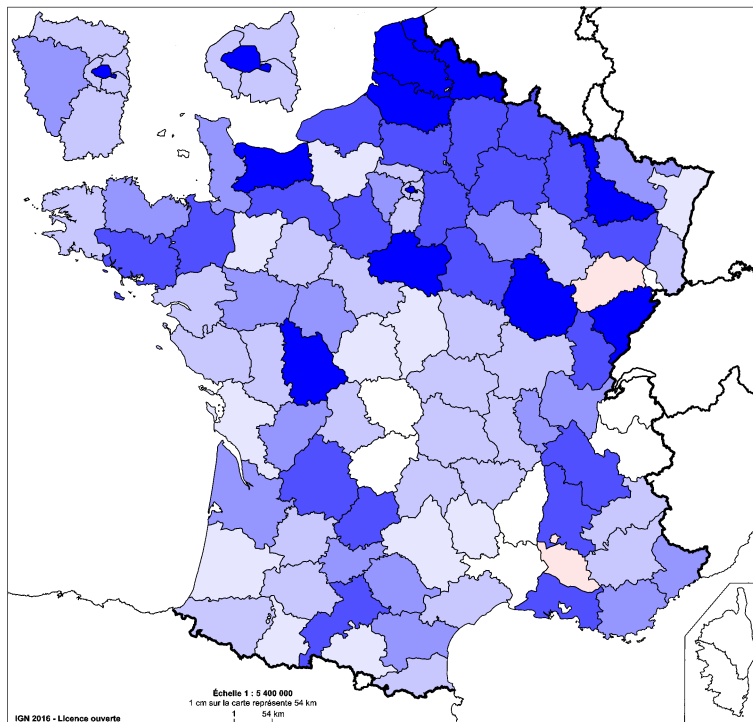 Échelle 1 : 5 400 000
1 cm sur la carte représente 54 km
1 54 km
IGN 2016 - Licence ouverte